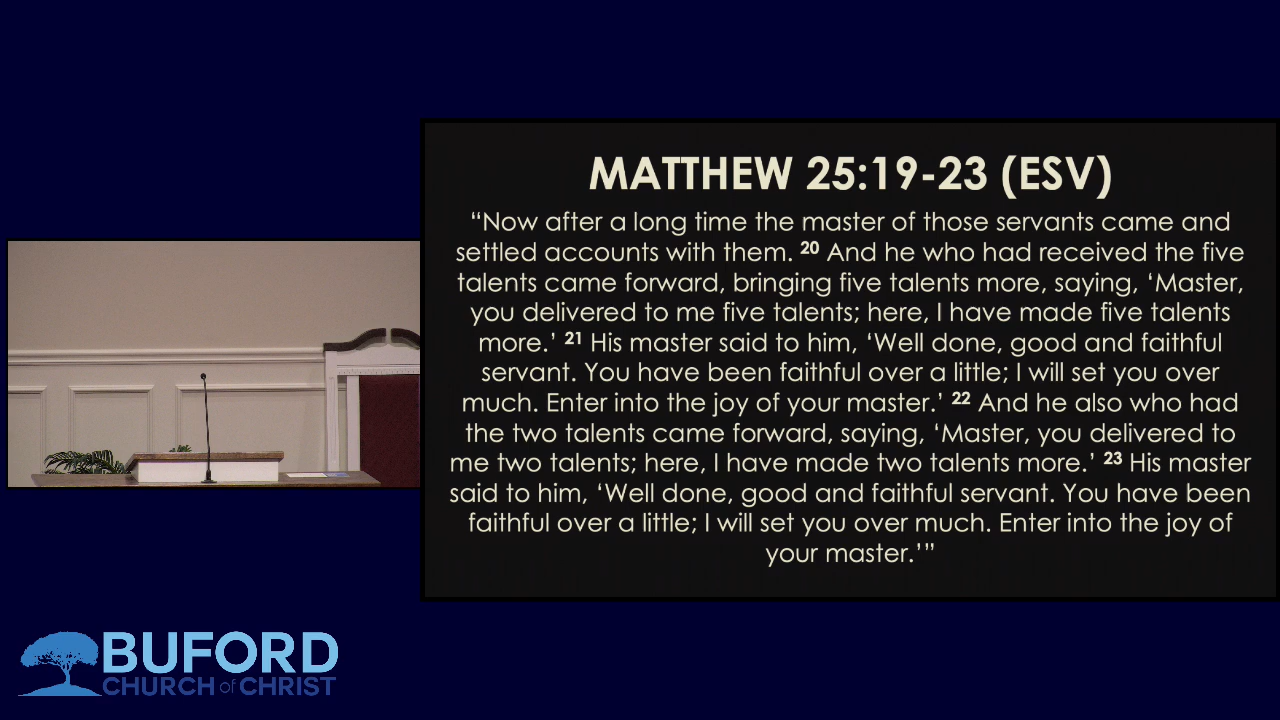 MATTHEW 25:19-23 (ESV)
“Now after a long time the master of those servants came and
settled accounts with them. 20 And he who had received the five
talents came forward, bringing five talents more, saying, ‘Master,
you delivered to me five talents; here, I have made five talents
more.’ 21 His master said to him, ‘Well done, good and faithful
servant. You have been faithful over a little; I will set you over
much. Enter into the joy of your master.’ 22 And he also who had
the two talents came forward, saying, ‘Master, you delivered to
me two talents; here, I have made two talents more.’ 23 His master
said to him, ‘Well done, good and faithful servant. You have been
faithful over a little; I will set you over much. Enter into the joy of
your master.’”
BUFORD
CHURCH of CHRIST